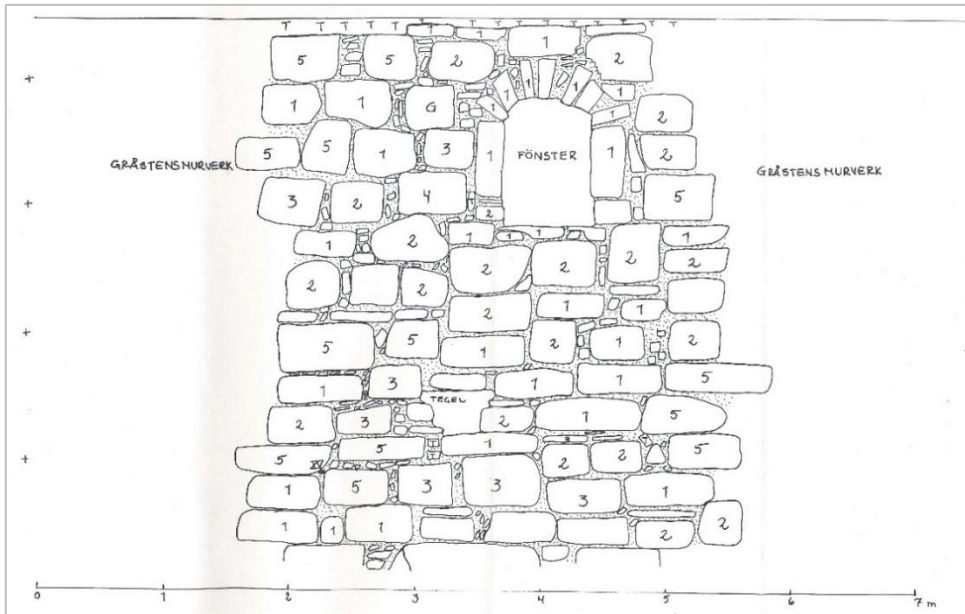 1 1 1
5 5 2 2
1 1 1 1 1
1 1 G 1 1 2
5 5 1 3 1 FÖNSTER 1 2
GRÅSTENSMURVERK GRÅSTENSMURVERK
3 2 4 2 5
1 2 1 1 1 1
2 2 2 2
2 2 2 1 1
5 5 1 2 1 2
1 3 1 1 5
TEGEL
2 3 2 1 5
5 5 1 2 2 5
1 5 3 3 3 1
1 1 1 2 2
0 1 2 3 4 5 6 7 m